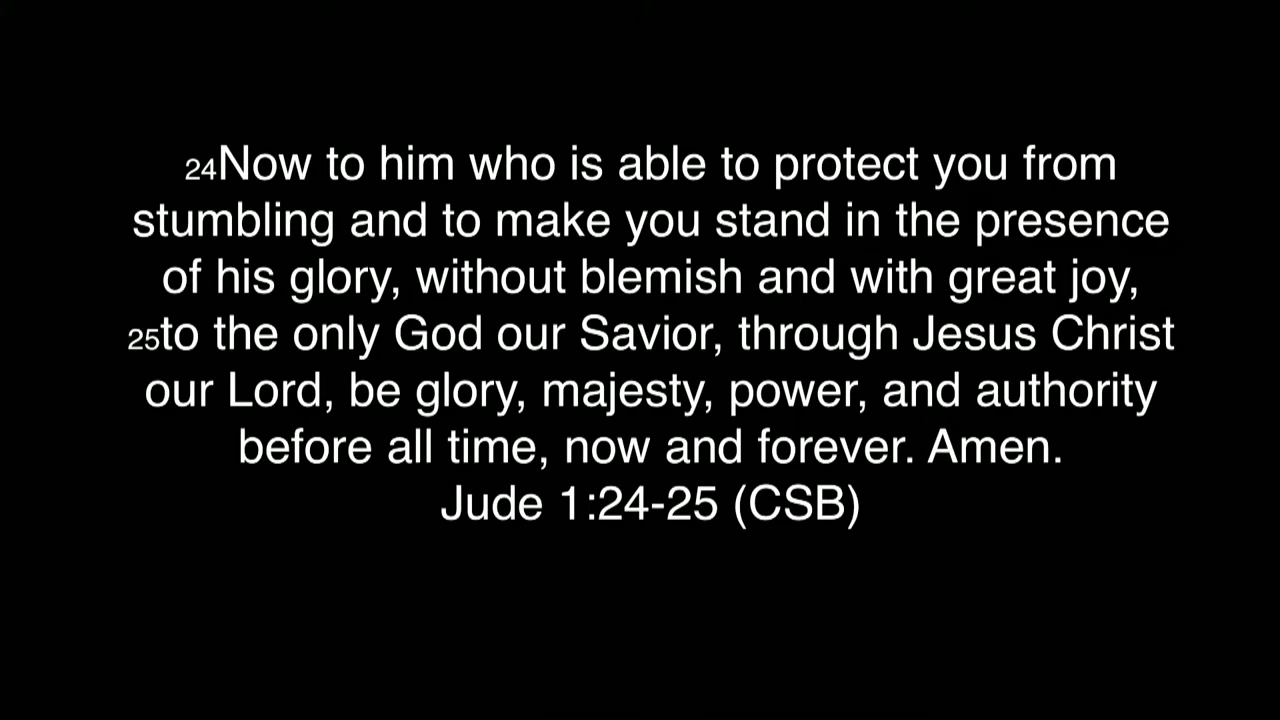 24Now to him who is able to protect you from
stumbling and to make you stand in the presence
of his glory, without blemish and with great joy,
25to the only God our Savior, through Jesus Christ
our Lord, be glory, majesty, power, and authority
before all time, now and forever. Amen.
Jude 1:24-25 (CSB)